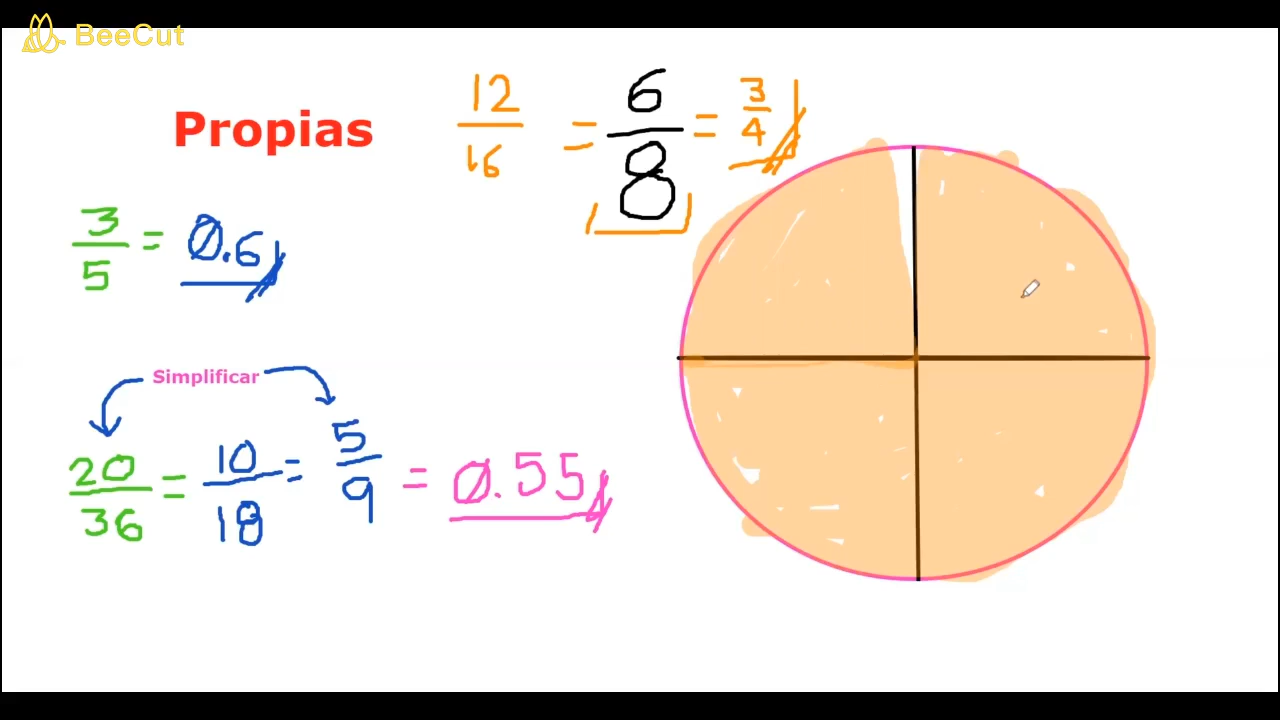 BeeCut
12/16 = 6/8 = 3/4
Propias
3/5 = 0.6
Simplificar
20/36 = 10/18 = 5/9 = 0.55